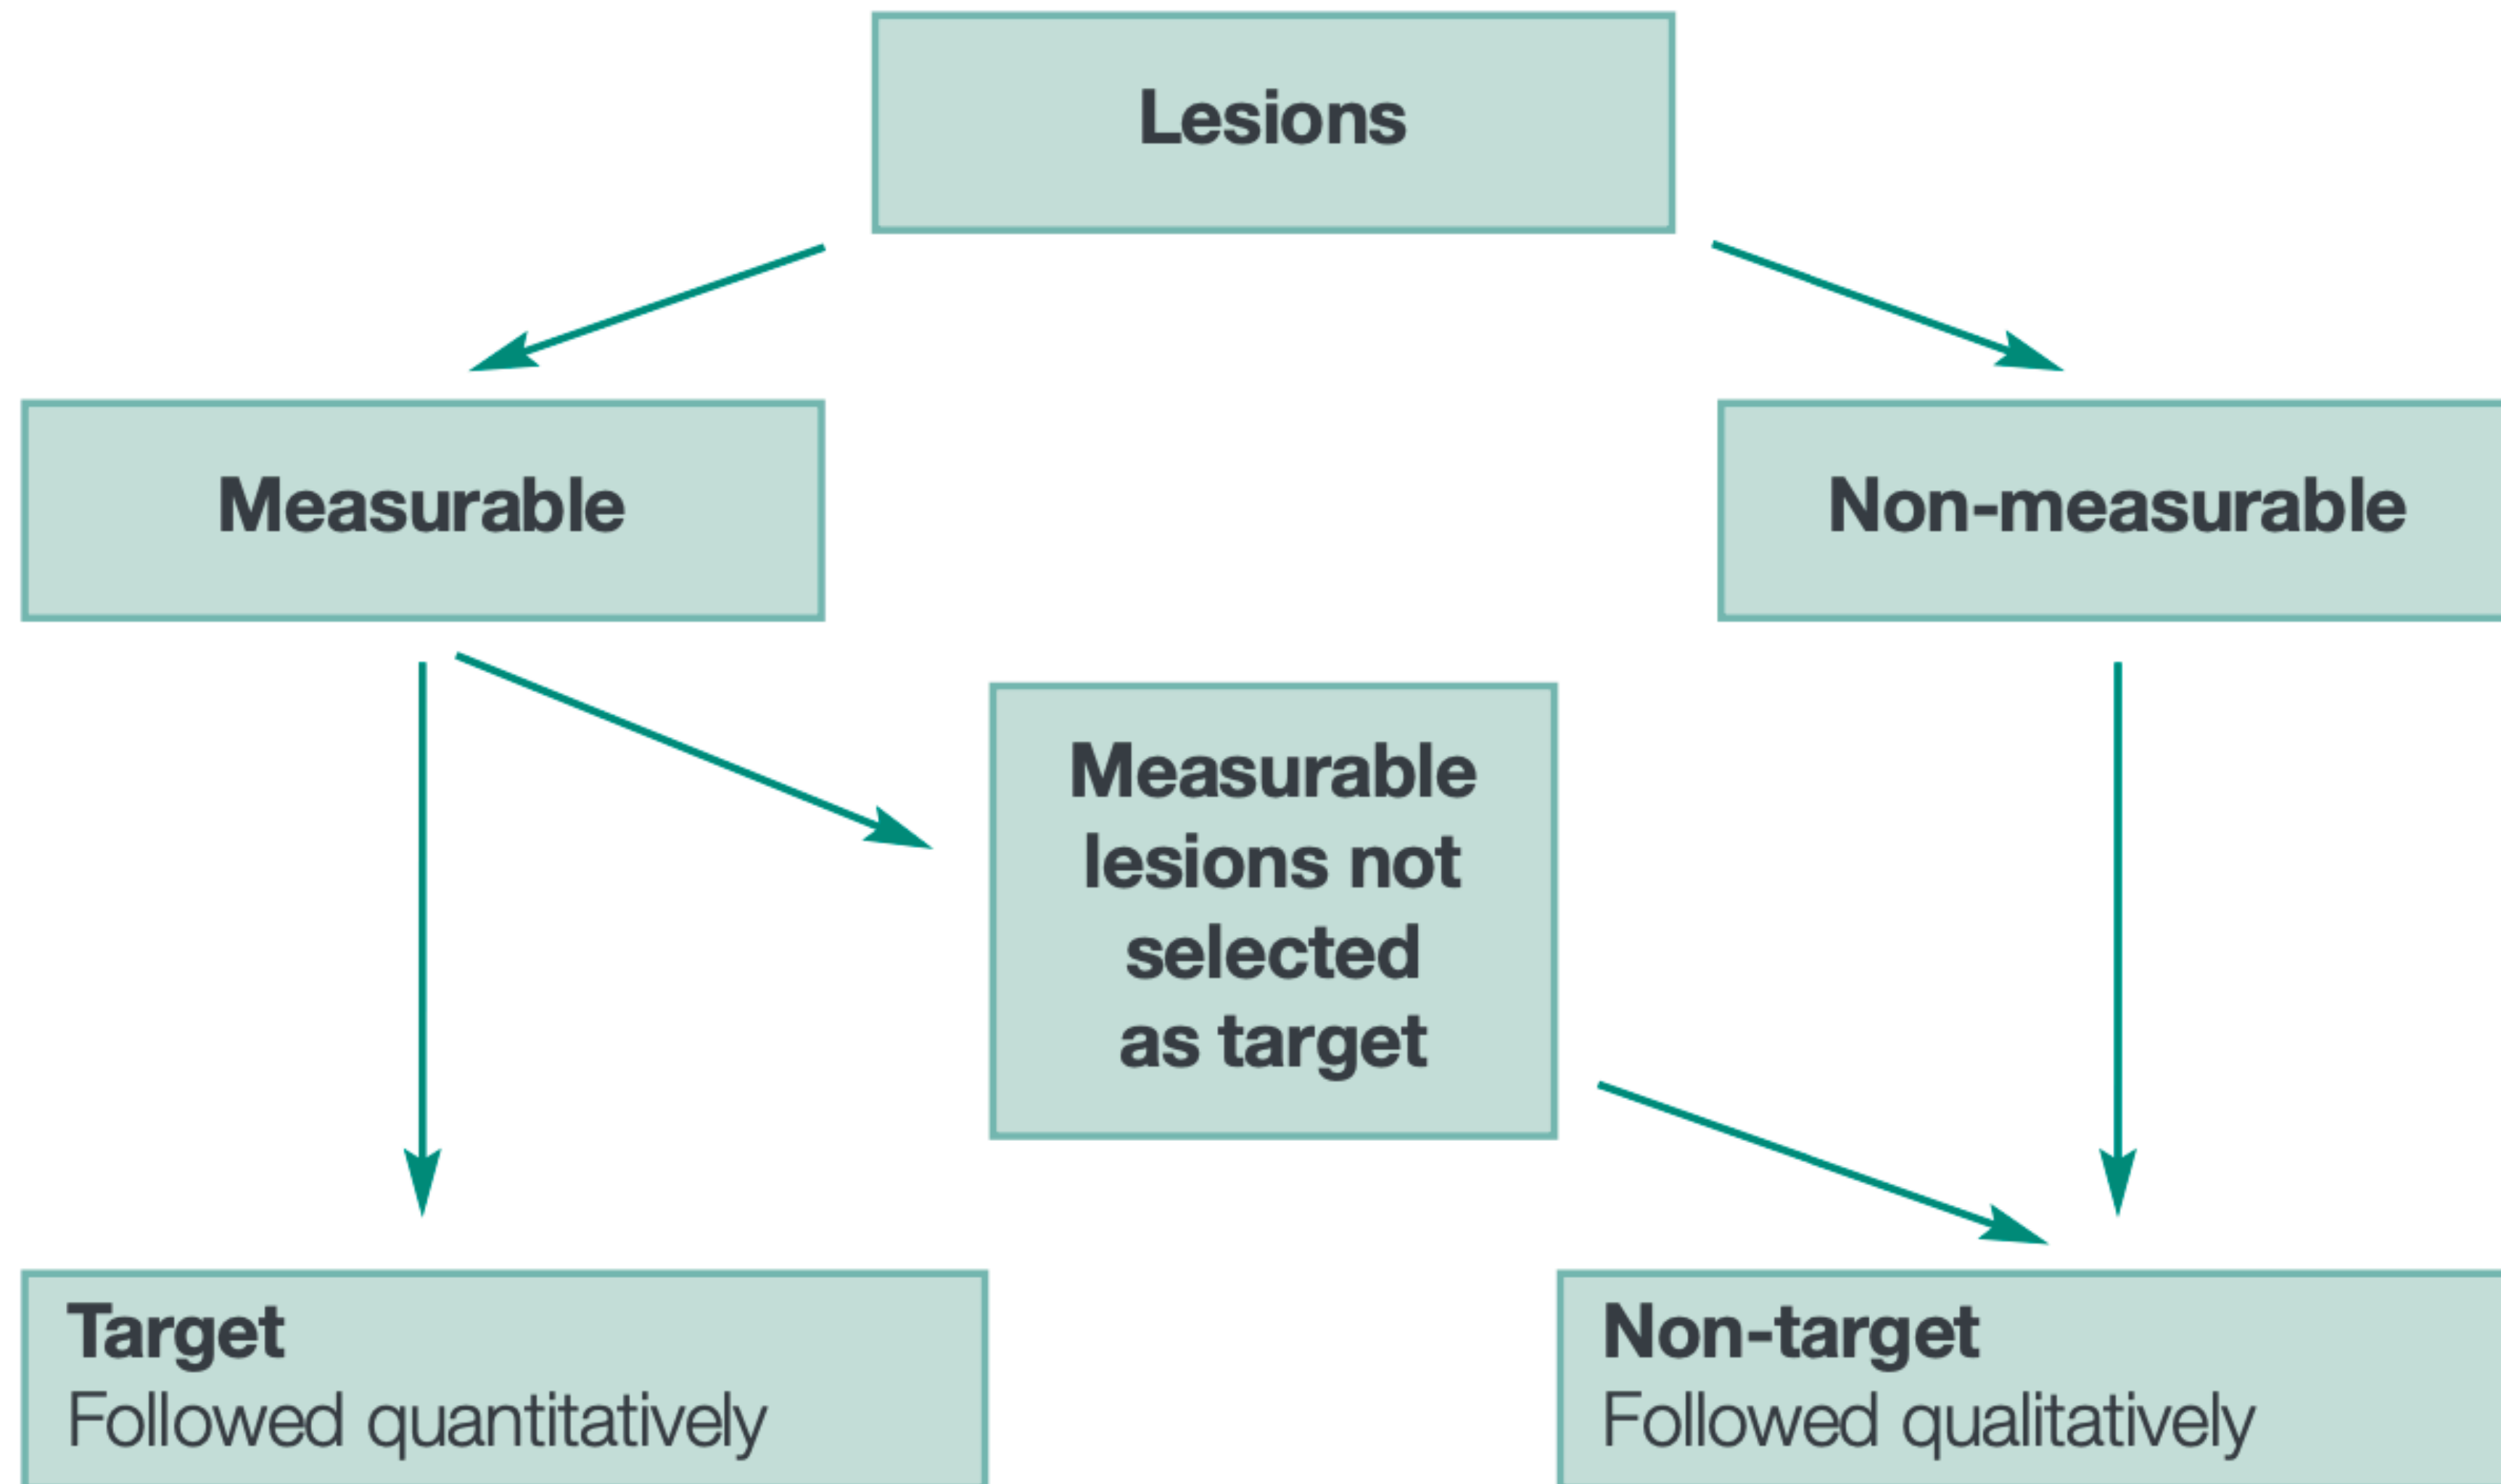 Lesions
Measurable
Non-measurable
Measurable
lesions not
selected
as target
Target
Followed quantitatively
Non-target
Followed qualitatively